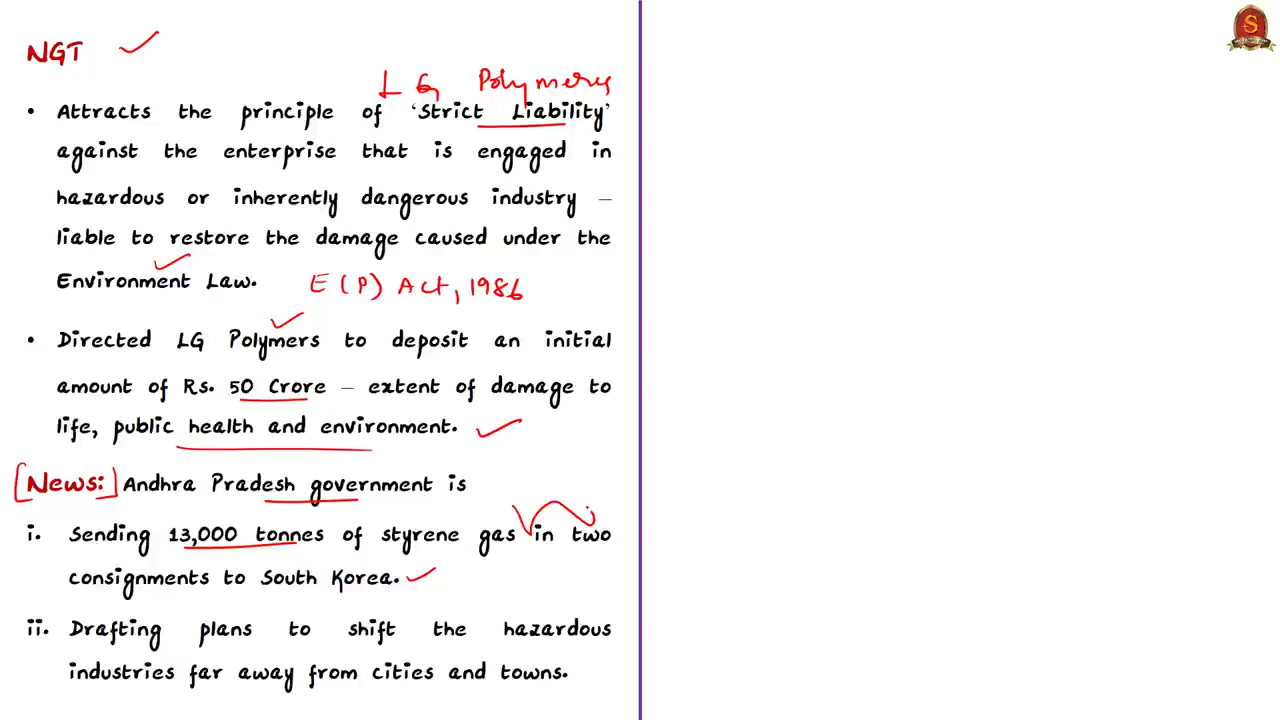 NGT
LG Polymers
• Attracts the principle of ‘Strict Liability’
against the enterprise that is engaged in
hazardous or inherently dangerous industry –
liable to restore the damage caused under the
Environment Law. E (P) Act, 1986
• Directed LG Polymers to deposit an initial
amount of Rs. 50 Crore – extent of damage to
life, public health and environment.
[News:] Andhra Pradesh government is
i. Sending 13,000 tonnes of styrene gas in two
consignments to South Korea.
ii. Drafting plans to shift the hazardous
industries far away from cities and towns.
S